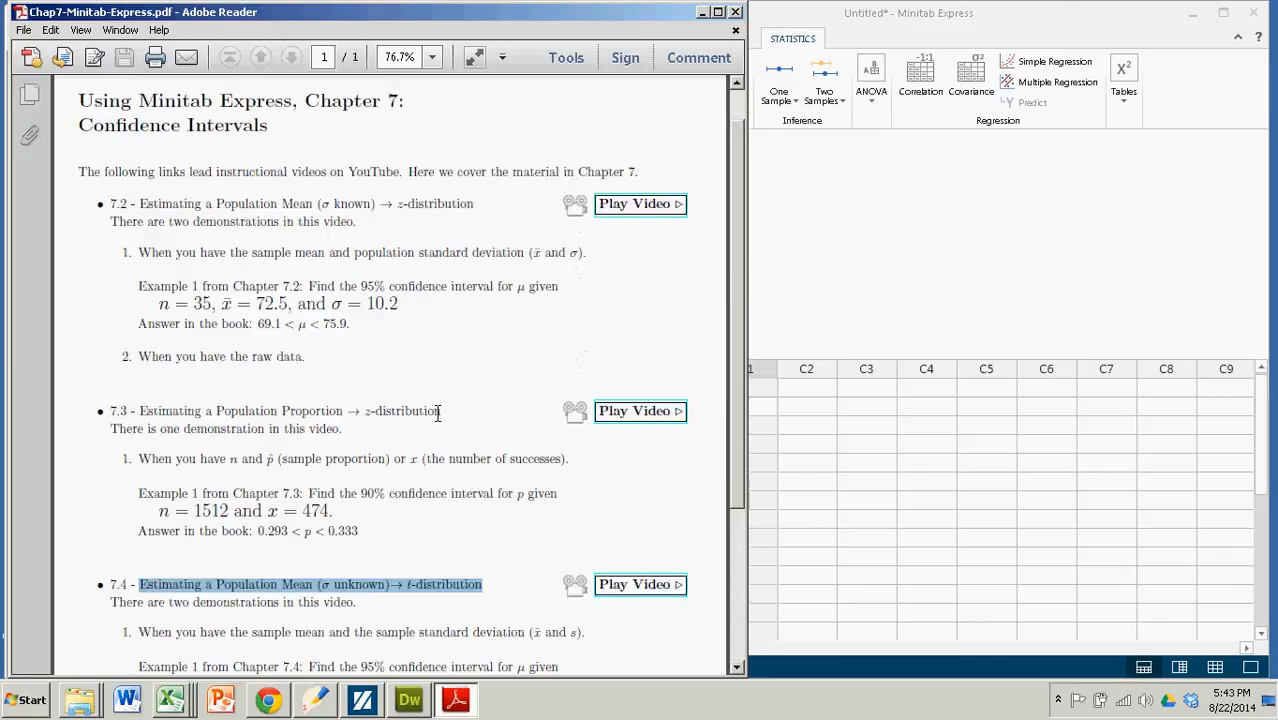 Chap7-Minitab-Express.pdf - Adobe Reader
File Edit View Window Help
1 / 1 76.7% Tools Sign Comment
Using Minitab Express, Chapter 7:
Confidence Intervals
The following links lead instructional videos on YouTube. Here we cover the material in Chapter 7.
• 7.2 - Estimating a Population Mean (σ known) → z-distribution Play Video ▷
There are two demonstrations in this video.
1. When you have the sample mean and population standard deviation (x̄ and σ).
Example 1 from Chapter 7.2: Find the 95% confidence interval for μ given
n = 35, x̄ = 72.5, and σ = 10.2
Answer in the book: 69.1 < μ < 75.9.
2. When you have the raw data.
• 7.3 - Estimating a Population Proportion → z-distribution Play Video ▷
There is one demonstration in this video.
1. When you have n and p̂ (sample proportion) or x (the number of successes).
Example 1 from Chapter 7.3: Find the 90% confidence interval for p given
n = 1512 and x = 474.
Answer in the book: 0.293 < p < 0.333
• 7.4 - Estimating a Population Mean (σ unknown)→ t-distribution Play Video ▷
There are two demonstrations in this video.
1. When you have the sample mean and the sample standard deviation (x̄ and s).
Example 1 from Chapter 7.4: Find the 95% confidence interval for μ given
Untitled* - Minitab Express
STATISTICS
One Sample
Two Samples
ANOVA
-1:1
Correlation
σ²
Covariance
Simple Regression
Multiple Regression
Predict
X²
Tables
Inference Regression
1 C2 C3 C4 C5 C6 C7 C8 C9
Start
5:43 PM
8/22/2014